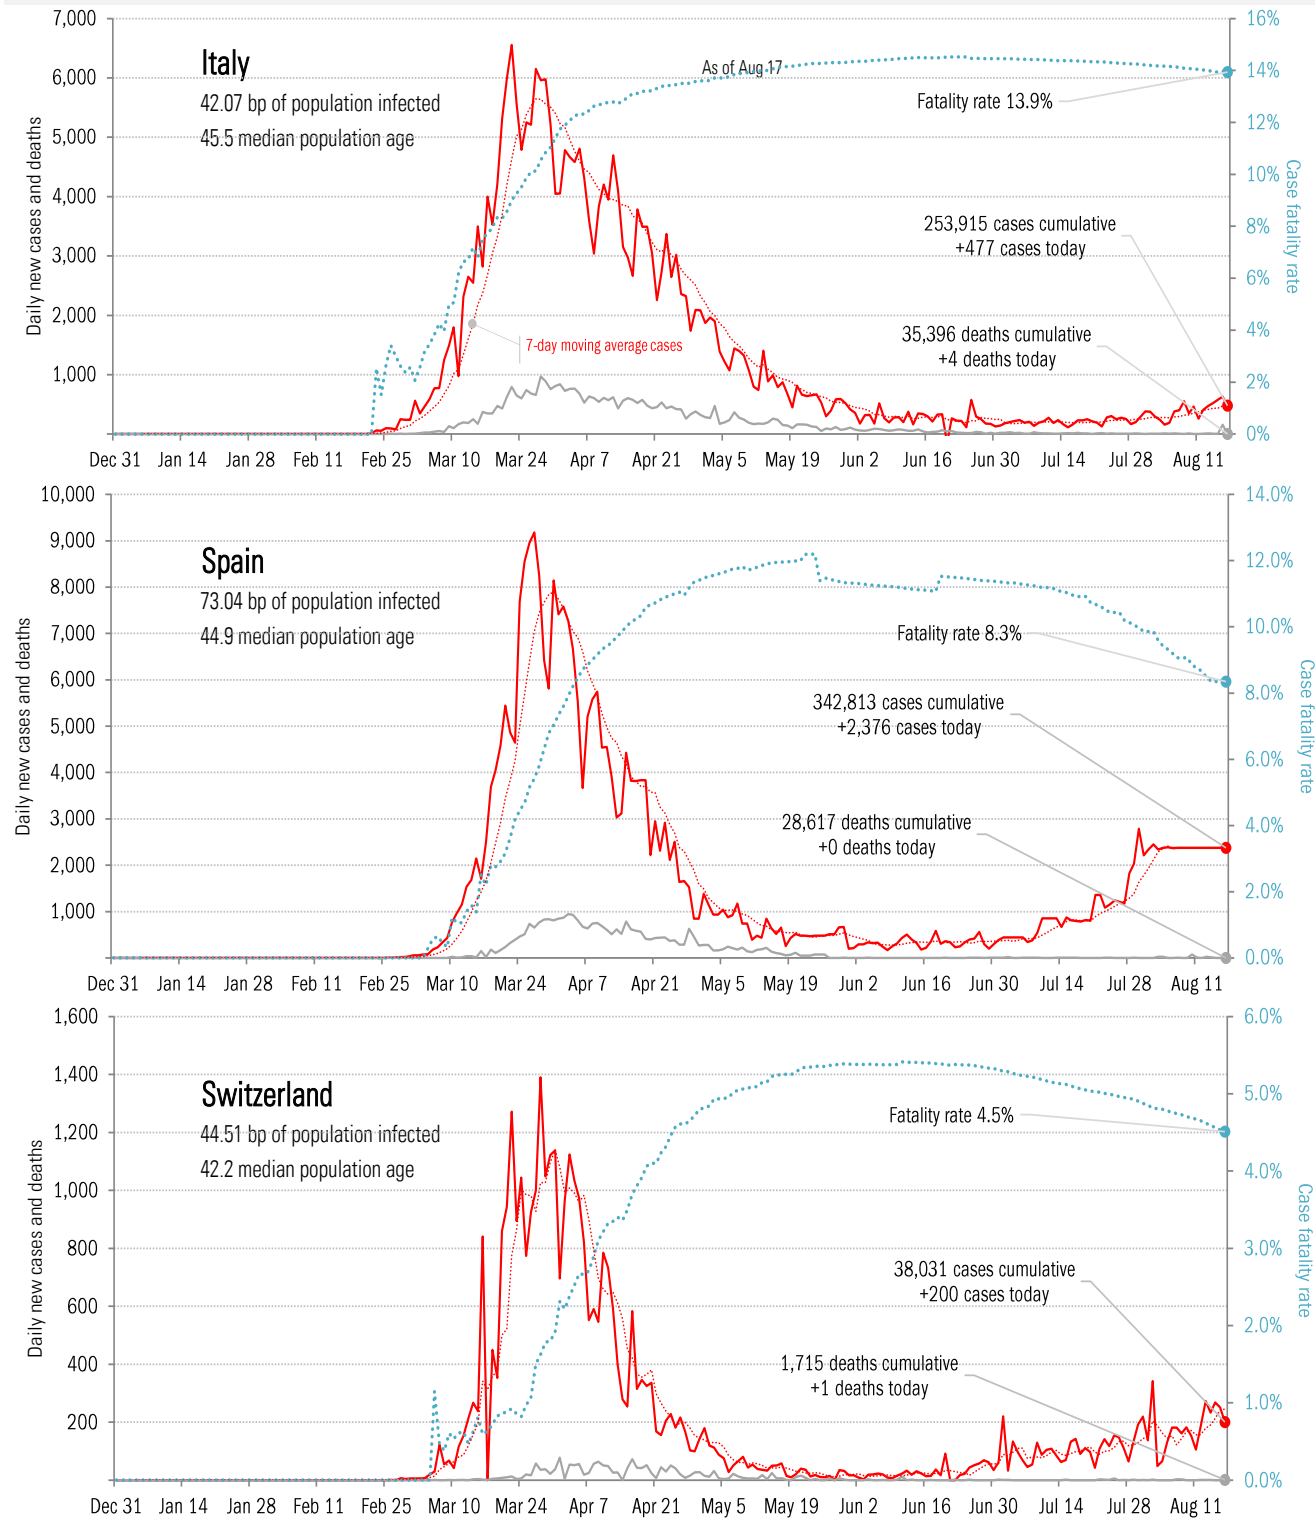 7,000
6,000
5,000
4,000
3,000
2,000
1,000
Daily new cases and deaths
Italy
42.07 bp of population infected
45.5 median population age
As of Aug 17
7-day moving average cases
Fatality rate 13.9%
253,915 cases cumulative
+477 cases today
35,396 deaths cumulative
+4 deaths today
16%
14%
12%
10%
8%
6%
4%
2%
0%
Case fatality rate
Dec 31 Jan 14 Jan 28 Feb 11 Feb 25 Mar 10 Mar 24 Apr 7 Apr 21 May 5 May 19 Jun 2 Jun 16 Jun 30 Jul 14 Jul 28 Aug 11
10,000
9,000
8,000
7,000
6,000
5,000
4,000
3,000
2,000
1,000
Daily new cases and deaths
Spain
73.04 bp of population infected
44.9 median population age
Fatality rate 8.3%
342,813 cases cumulative
+2,376 cases today
28,617 deaths cumulative
+0 deaths today
14.0%
12.0%
10.0%
8.0%
6.0%
4.0%
2.0%
0.0%
Case fatality rate
Dec 31 Jan 14 Jan 28 Feb 11 Feb 25 Mar 10 Mar 24 Apr 7 Apr 21 May 5 May 19 Jun 2 Jun 16 Jun 30 Jul 14 Jul 28 Aug 11
1,600
1,400
1,200
1,000
800
600
400
200
Daily new cases and deaths
Switzerland
44.51 bp of population infected
42.2 median population age
Fatality rate 4.5%
38,031 cases cumulative
+200 cases today
1,715 deaths cumulative
+1 deaths today
6.0%
5.0%
4.0%
3.0%
2.0%
1.0%
0.0%
Case fatality rate
Dec 31 Jan 14 Jan 28 Feb 11 Feb 25 Mar 10 Mar 24 Apr 7 Apr 21 May 5 May 19 Jun 2 Jun 16 Jun 30 Jul 14 Jul 28 Aug 11